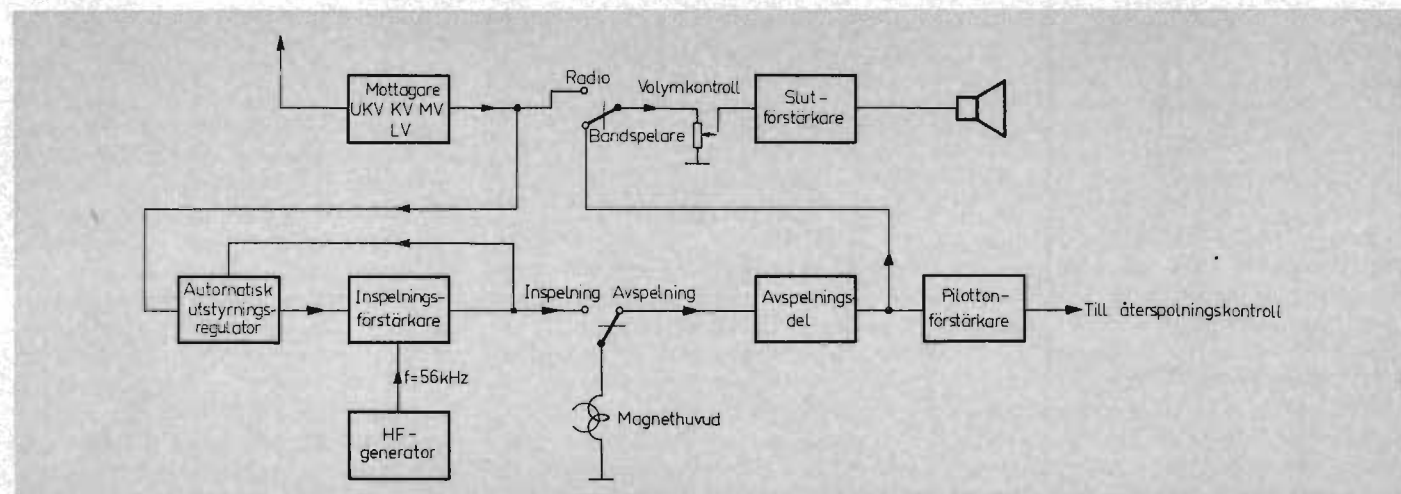 Mottagare
UKV KV MV
LV
Radio
Bandspelare
Volymkontroll
Slut-
förstärkare
Automatisk
utstyrnings-
regulator
Inspelnings-
förstärkare
f=56kHz
HF-
generator
Inspelning
Avspelning
Magnethuvud
Avspelnings-
del
Pilotton-
förstärkare
Till återspolningskontroll